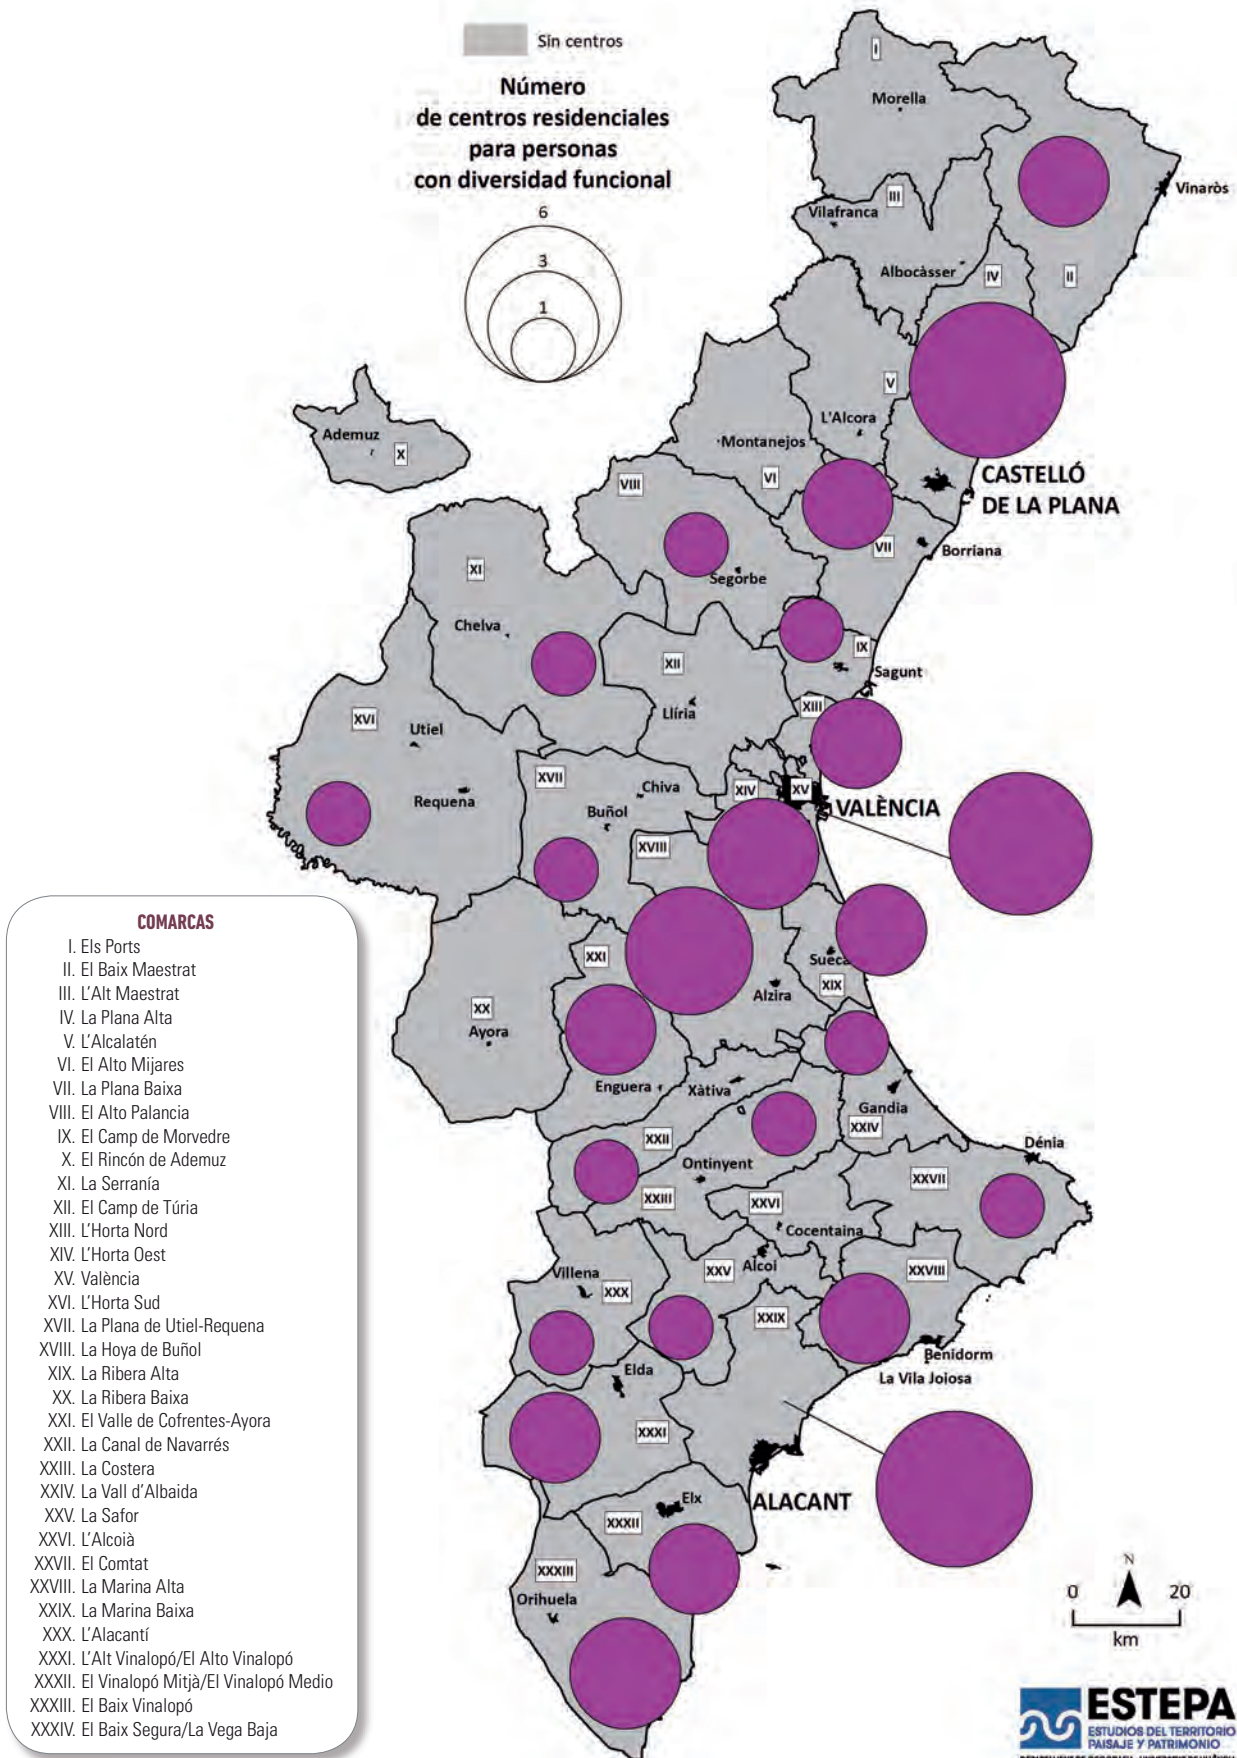 Sin centros
Número
de centros residenciales
para personas
con diversidad funcional
6
3
1
I
Morella
Vinaròs
III
Vilafranca
Albocàsser
IV
II
V
L'Alcora
Ademuz
X
Montanejos
VI
VIII
CASTELLÓ
DE LA PLANA
VII
Borriana
XI
Segorbe
Chelva
IX
XII
Sagunt
Llíria
XIII
XVI
Utiel
XVII
Chiva
XIV
XV
VALÈNCIA
Requena
Buñol
XVIII
XXI
Sueca
Alzira
XIX
XX
Ayora
Enguera
Xàtiva
Gandia
XXIV
XXII
Dénia
Ontinyent
XXVII
XXIII
XXVI
Cocentaina
Villena
XXV
Alcoi
XXVIII
XXX
XXIX
Benidorm
Elda
La Vila Joiosa
XXXI
Elx
ALACANT
XXXII
XXXIII
Orihuela
COMARCAS
I. Els Ports
II. El Baix Maestrat
III. L'Alt Maestrat
IV. La Plana Alta
V. L'Alcalatén
VI. El Alto Mijares
VII. La Plana Baixa
VIII. El Alto Palancia
IX. El Camp de Morvedre
X. El Rincón de Ademuz
XI. La Serranía
XII. El Camp de Túria
XIII. L'Horta Nord
XIV. L'Horta Oest
XV. València
XVI. L'Horta Sud
XVII. La Plana de Utiel-Requena
XVIII. La Hoya de Buñol
XIX. La Ribera Alta
XX. La Ribera Baixa
XXI. El Valle de Cofrentes-Ayora
XXII. La Canal de Navarrés
XXIII. La Costera
XXIV. La Vall d'Albaida
XXV. La Safor
XXVI. L'Alcoià
XXVII. El Comtat
XXVIII. La Marina Alta
XXIX. La Marina Baixa
XXX. L'Alacantí
XXXI. L'Alt Vinalopó/El Alto Vinalopó
XXXII. El Vinalopó Mitjà/El Vinalopó Medio
XXXIII. El Baix Vinalopó
XXXIV. El Baix Segura/La Vega Baja
N
0 20
km
ESTEPA
ESTUDIOS DEL TERRITORIO
PAISAJE Y PATRIMONIO